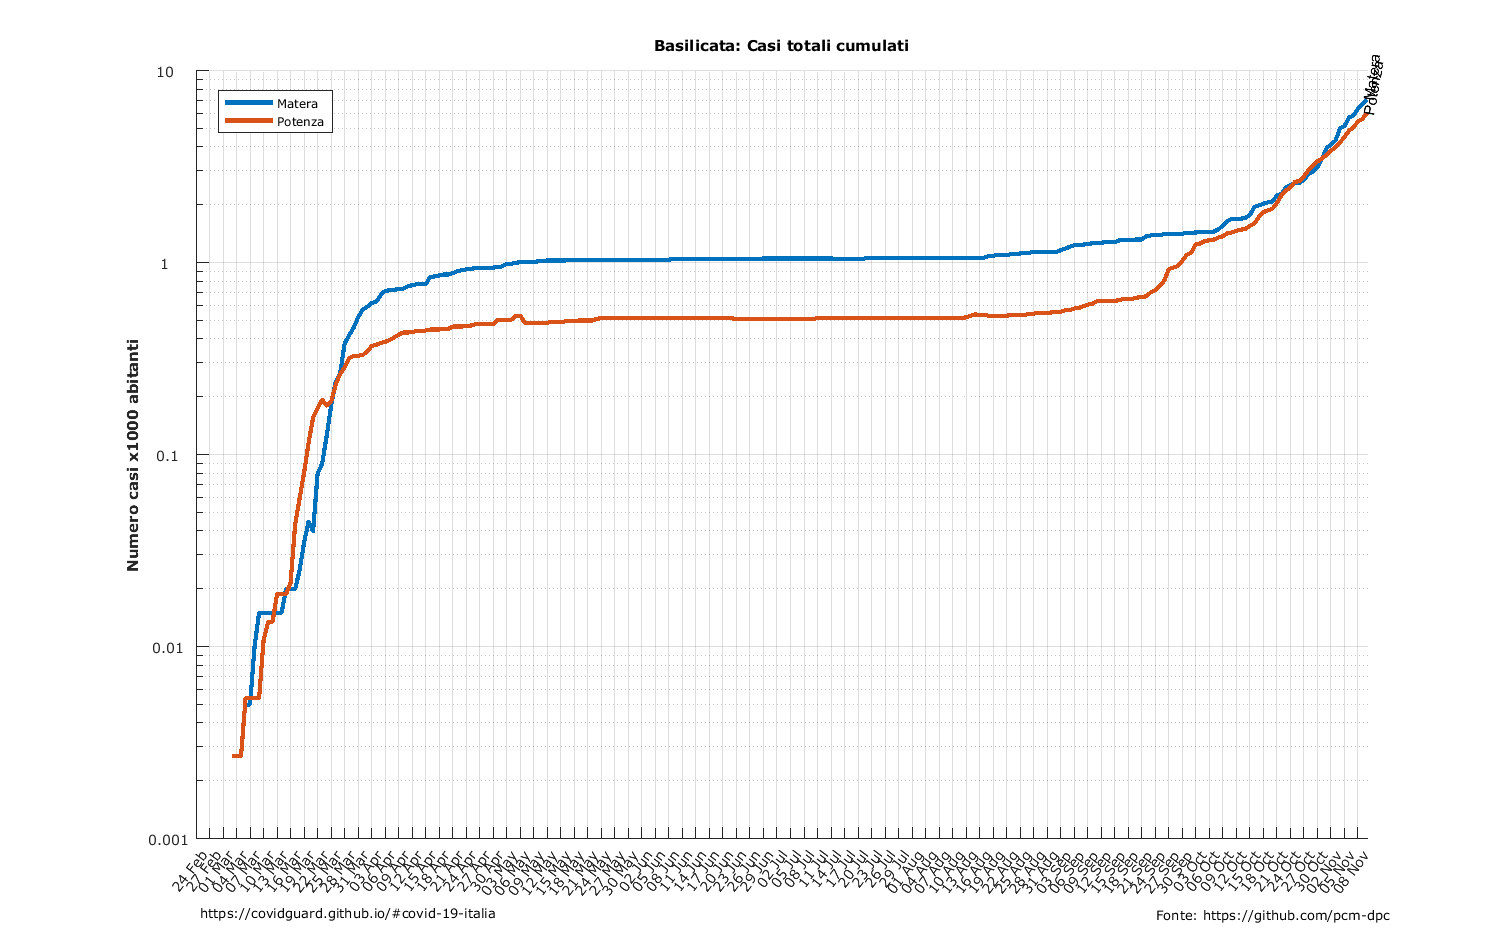 Basilicata: Casi totali cumulati
Matera
Potenza
Matera
Potenza
10
1
0.1
0.01
0.001
Numero casi x1000 abitanti
24 Feb
27 Feb
01 Mar
04 Mar
07 Mar
10 Mar
13 Mar
16 Mar
19 Mar
22 Mar
25 Mar
28 Mar
31 Mar
03 Apr
06 Apr
09 Apr
12 Apr
15 Apr
18 Apr
21 Apr
24 Apr
27 Apr
30 Apr
03 May
06 May
09 May
12 May
15 May
18 May
21 May
24 May
27 May
30 May
02 Jun
05 Jun
08 Jun
11 Jun
14 Jun
17 Jun
20 Jun
23 Jun
26 Jun
29 Jun
02 Jul
05 Jul
08 Jul
11 Jul
14 Jul
17 Jul
20 Jul
23 Jul
26 Jul
29 Jul
01 Aug
04 Aug
07 Aug
10 Aug
13 Aug
16 Aug
19 Aug
22 Aug
25 Aug
28 Aug
31 Aug
03 Sep
06 Sep
09 Sep
12 Sep
15 Sep
18 Sep
21 Sep
24 Sep
27 Sep
30 Sep
03 Oct
06 Oct
09 Oct
12 Oct
15 Oct
18 Oct
21 Oct
24 Oct
27 Oct
30 Oct
02 Nov
05 Nov
08 Nov
https://covidguard.github.io/#covid-19-italia
Fonte: https://github.com/pcm-dpc